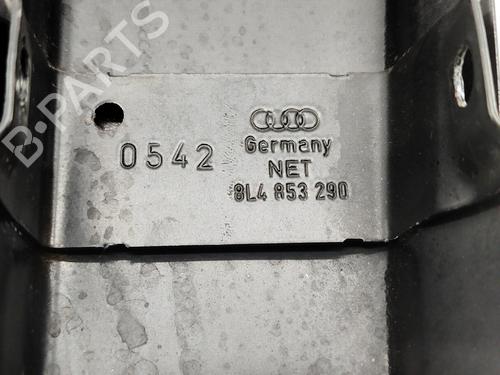 B-PARTS
0542
Germany
NET
8L4 853 290